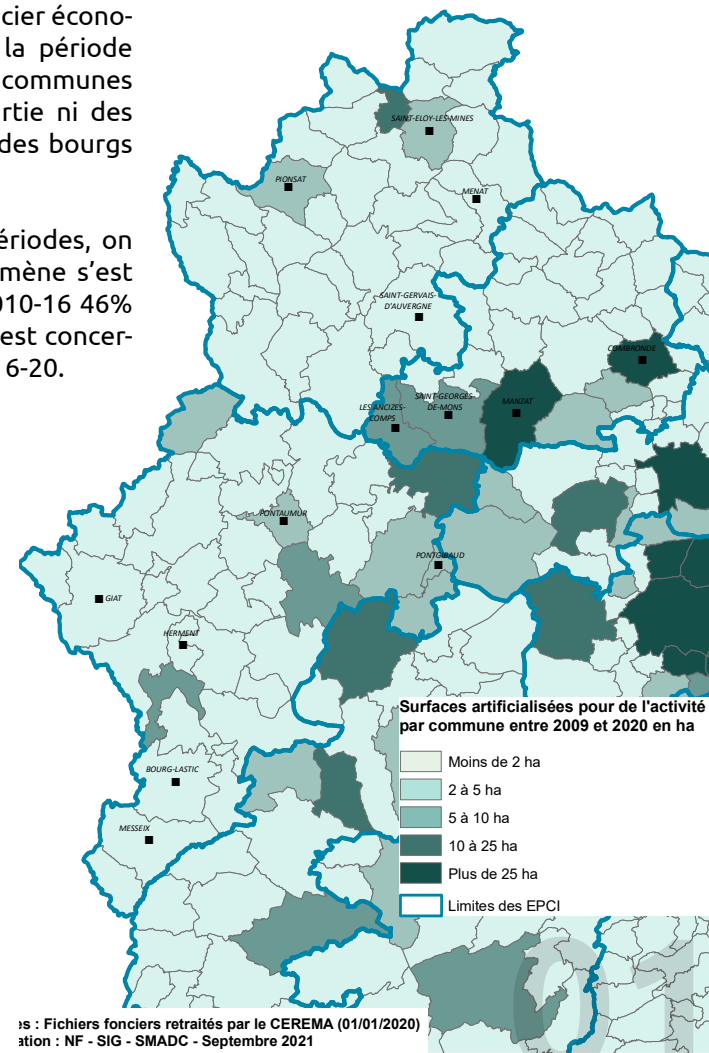 cier écono-
la période
communes
rtie ni des
des bourgs
ériodes, on
mène s'est
010-16 46%
est concer-
6-20.
SAINT-ELOY-LES-MINES
PIONSAT
MENAT
SAINT-GERVAIS-
D'AUVERGNE
COMBRONDE
LES ANCIZES-
COMPS
SAINT-GEORGES-
DE-MONS
MANZAT
PONTAUMUR
PONTGIBAUD
GIAT
HERMENT
BOURG-LASTIC
MESSEIX
Surfaces artificialisées pour de l'activité
par commune entre 2009 et 2020 en ha
Moins de 2 ha
2 à 5 ha
5 à 10 ha
10 à 25 ha
Plus de 25 ha
Limites des EPCI
01
es : Fichiers fonciers retraités par le CEREMA (01/01/2020)
ation : NF - SIG - SMADC - Septembre 2021